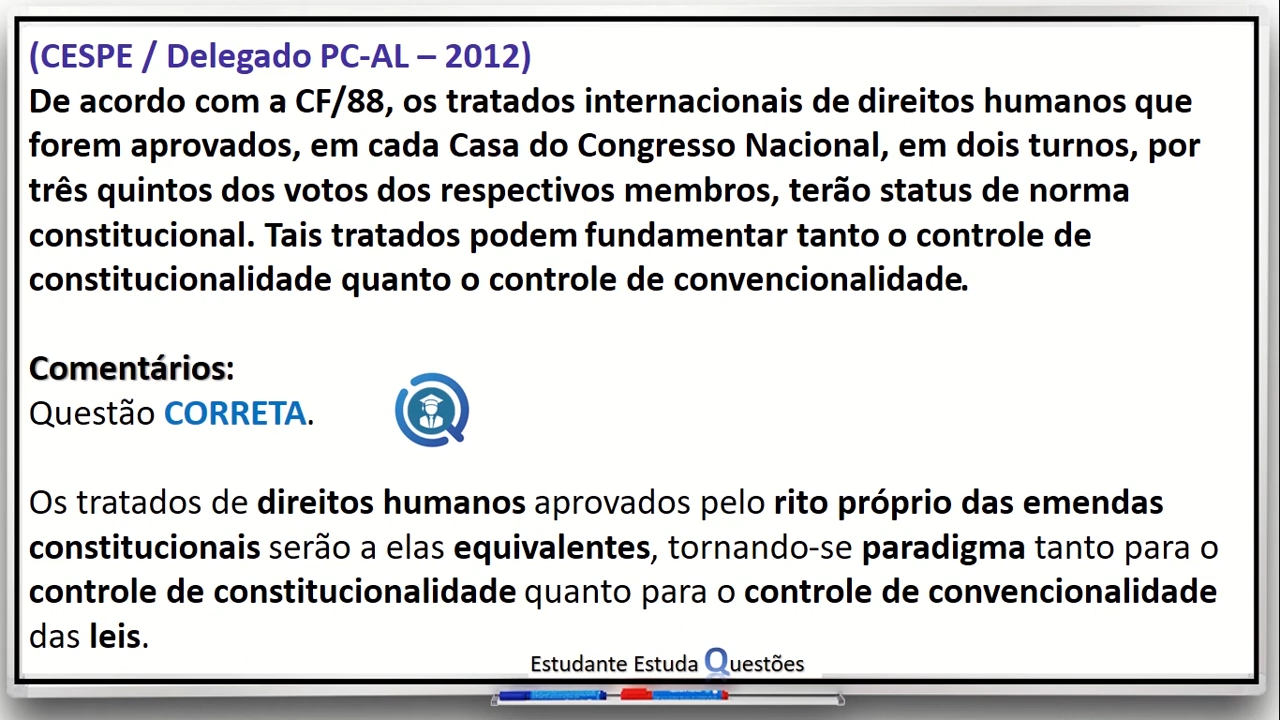 (CESPE / Delegado PC-AL – 2012)
De acordo com a CF/88, os tratados internacionais de direitos humanos que
forem aprovados, em cada Casa do Congresso Nacional, em dois turnos, por
três quintos dos votos dos respectivos membros, terão status de norma
constitucional. Tais tratados podem fundamentar tanto o controle de
constitucionalidade quanto o controle de convencionalidade.
Comentários:
Questão CORRETA.
Os tratados de direitos humanos aprovados pelo rito próprio das emendas
constitucionais serão a elas equivalentes, tornando-se paradigma tanto para o
controle de constitucionalidade quanto para o controle de convencionalidade
das leis.
Estudante Estuda Questões